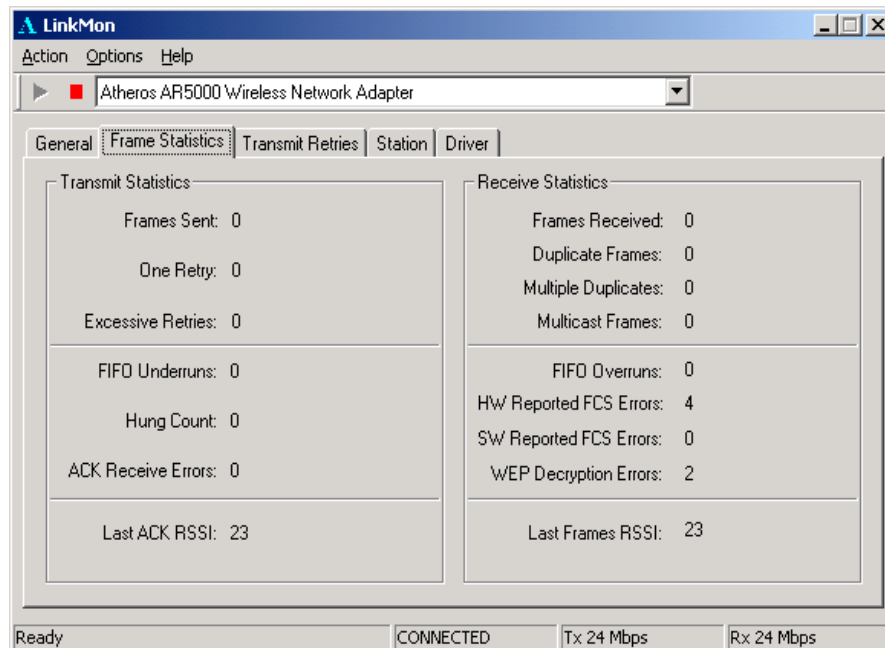 LinkMon
Action Options Help
Atheros AR5000 Wireless Network Adapter
General Frame Statistics Transmit Retries Station Driver
Transmit Statistics
Frames Sent: 0
One Retry: 0
Excessive Retries: 0
FIFO Underruns: 0
Hung Count: 0
ACK Receive Errors: 0
Last ACK RSSI: 23
Receive Statistics
Frames Received: 0
Duplicate Frames: 0
Multiple Duplicates: 0
Multicast Frames: 0
FIFO Overruns: 0
HW Reported FCS Errors: 4
SW Reported FCS Errors: 0
WEP Decryption Errors: 2
Last Frames RSSI: 23
Ready CONNECTED Tx 24 Mbps Rx 24 Mbps